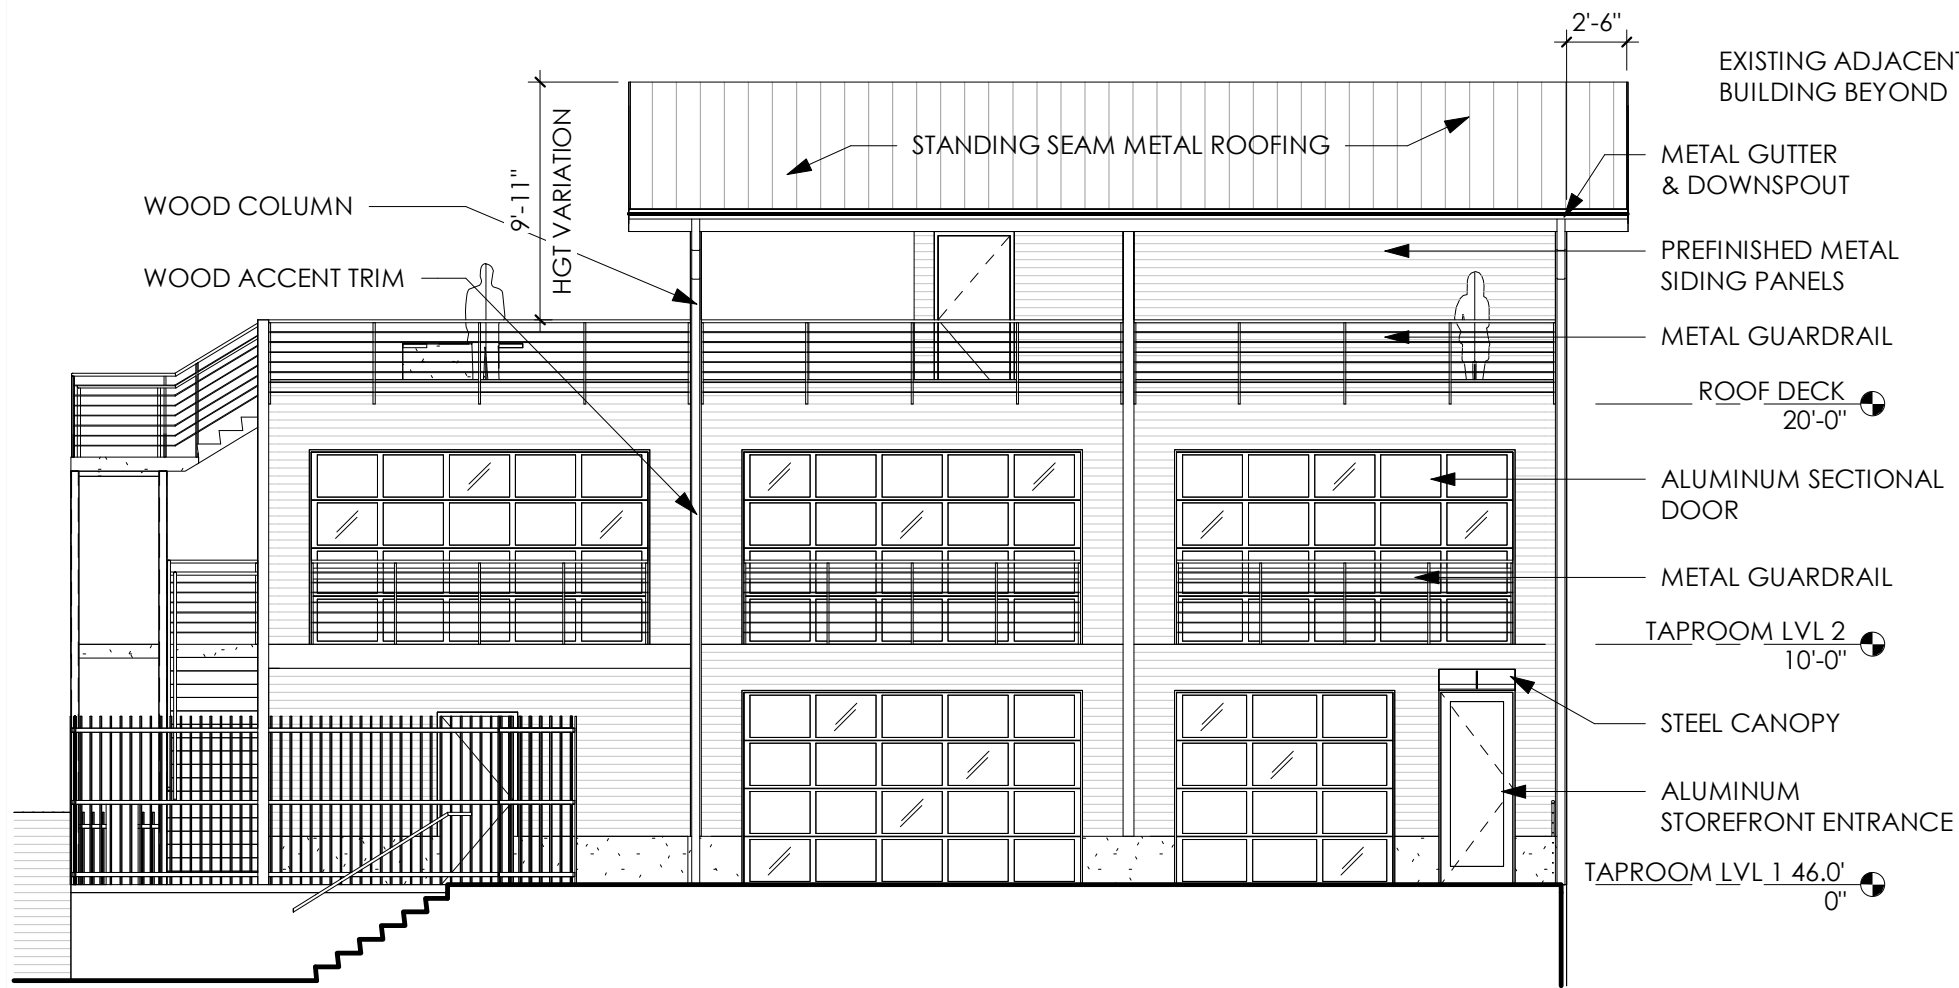 2'-6"
EXISTING ADJACENT
BUILDING BEYOND
STANDING SEAM METAL ROOFING
METAL GUTTER
& DOWNSPOUT
WOOD COLUMN
9'-11"
HGT VARIATION
PREFINISHED METAL
SIDING PANELS
WOOD ACCENT TRIM
METAL GUARDRAIL
ROOF DECK
20'-0"
ALUMINUM SECTIONAL
DOOR
METAL GUARDRAIL
TAPROOM LVL 2
10'-0"
STEEL CANOPY
ALUMINUM
STOREFRONT ENTRANCE
TAPROOM LVL 1 46.0'
0"